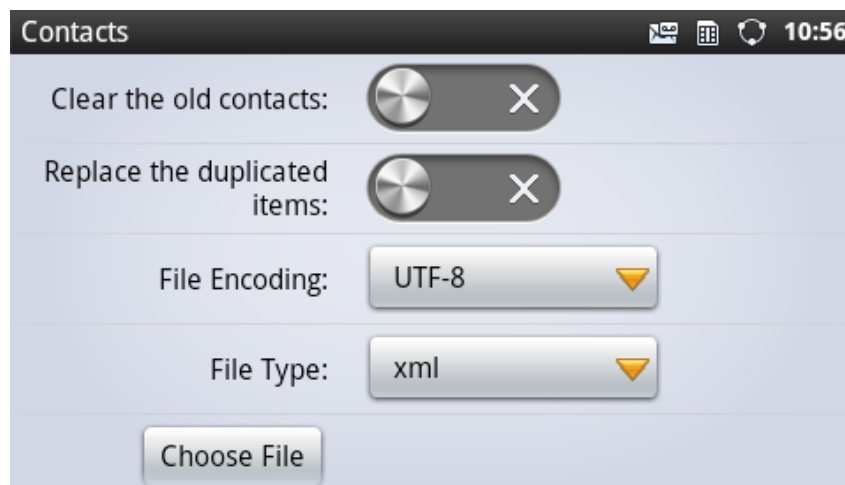 Contacts 10:56
Clear the old contacts:
Replace the duplicated
items:
File Encoding: UTF-8
File Type: xml
Choose File